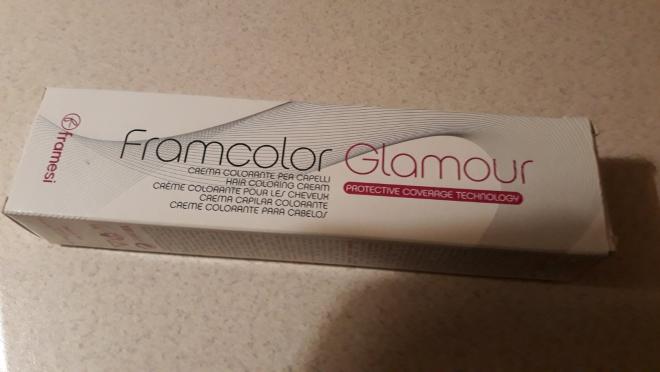 framesi
Framcolor Glamour
CREMA COLORANTE PER CAPELLI
HAIR COLORING CREAM
CRÈME COLORANTE POUR LES CHEVEUX
CREMA CAPILAR COLORANTE
CREME COLORANTE PARA CABELOS
PROTECTIVE COVERAGE TECHNOLOGY